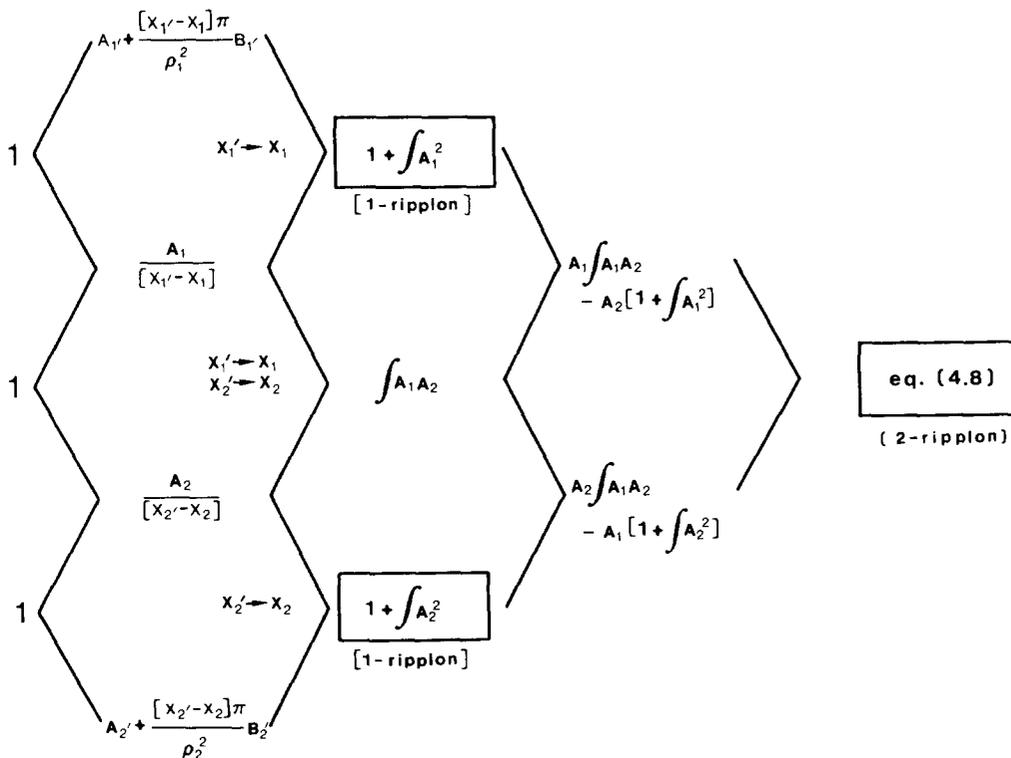 A₁′ + [x₁′-x₁]π / ρ₁² B₁′
1
x₁′ → x₁
1 + ∫A₁²
[1-ripplon]
A₁ / [x₁′-x₁]
A₁∫A₁A₂
- A₂[1 + ∫A₁²]
1
x₁′ → x₁
x₂′ → x₂
∫A₁A₂
eq. (4.8)
(2-ripplon)
A₂ / [x₂′-x₂]
A₂∫A₁A₂
- A₁[1 + ∫A₂²]
1
x₂′ → x₂
1 + ∫A₂²
[1-ripplon]
A₂′ + [x₂′-x₂]π / ρ₂² B₂′